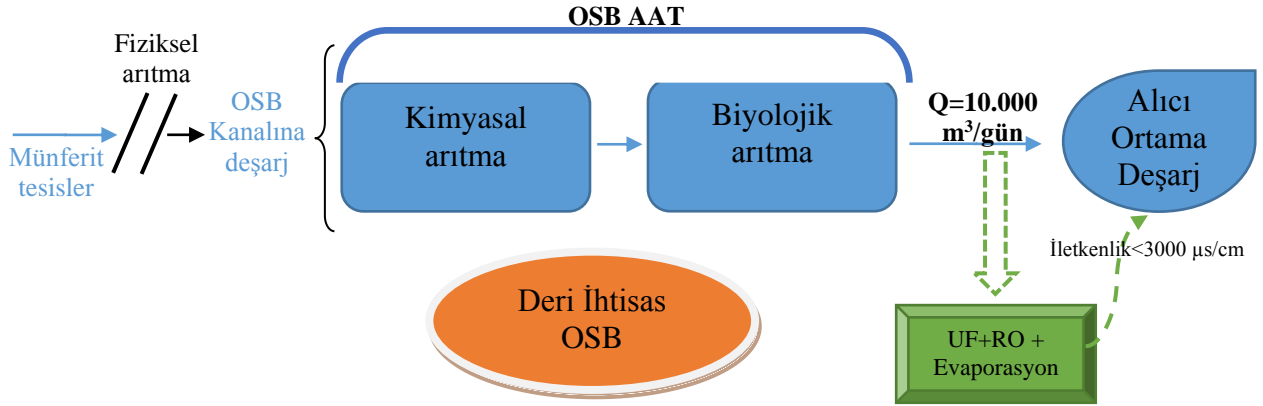 OSB AAT
Fiziksel
arıtma
Münferit
tesisler
OSB
Kanalına
deşarj
Kimyasal
arıtma
Biyolojik
arıtma
Q=10.000
m³/gün
Alıcı
Ortama
Deşarj
İletkenlik<3000 µs/cm
Deri İhtisas
OSB
UF+RO +
Evaporasyon